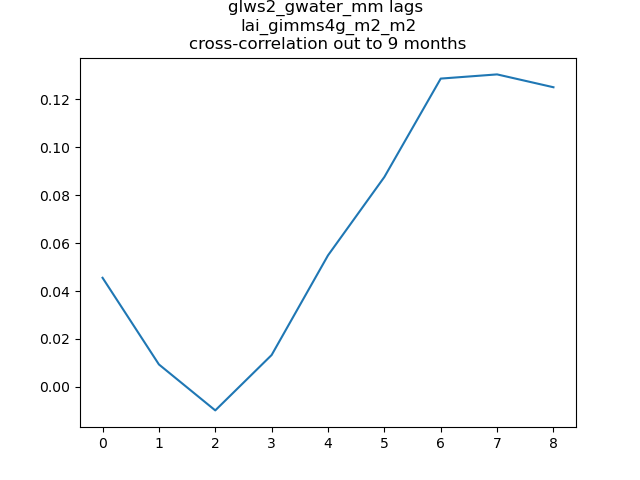 glws2_gwater_mm lags
lai_gimms4g_m2_m2
cross-correlation out to 9 months
0.12
0.10
0.08
0.06
0.04
0.02
0.00
0 1 2 3 4 5 6 7 8